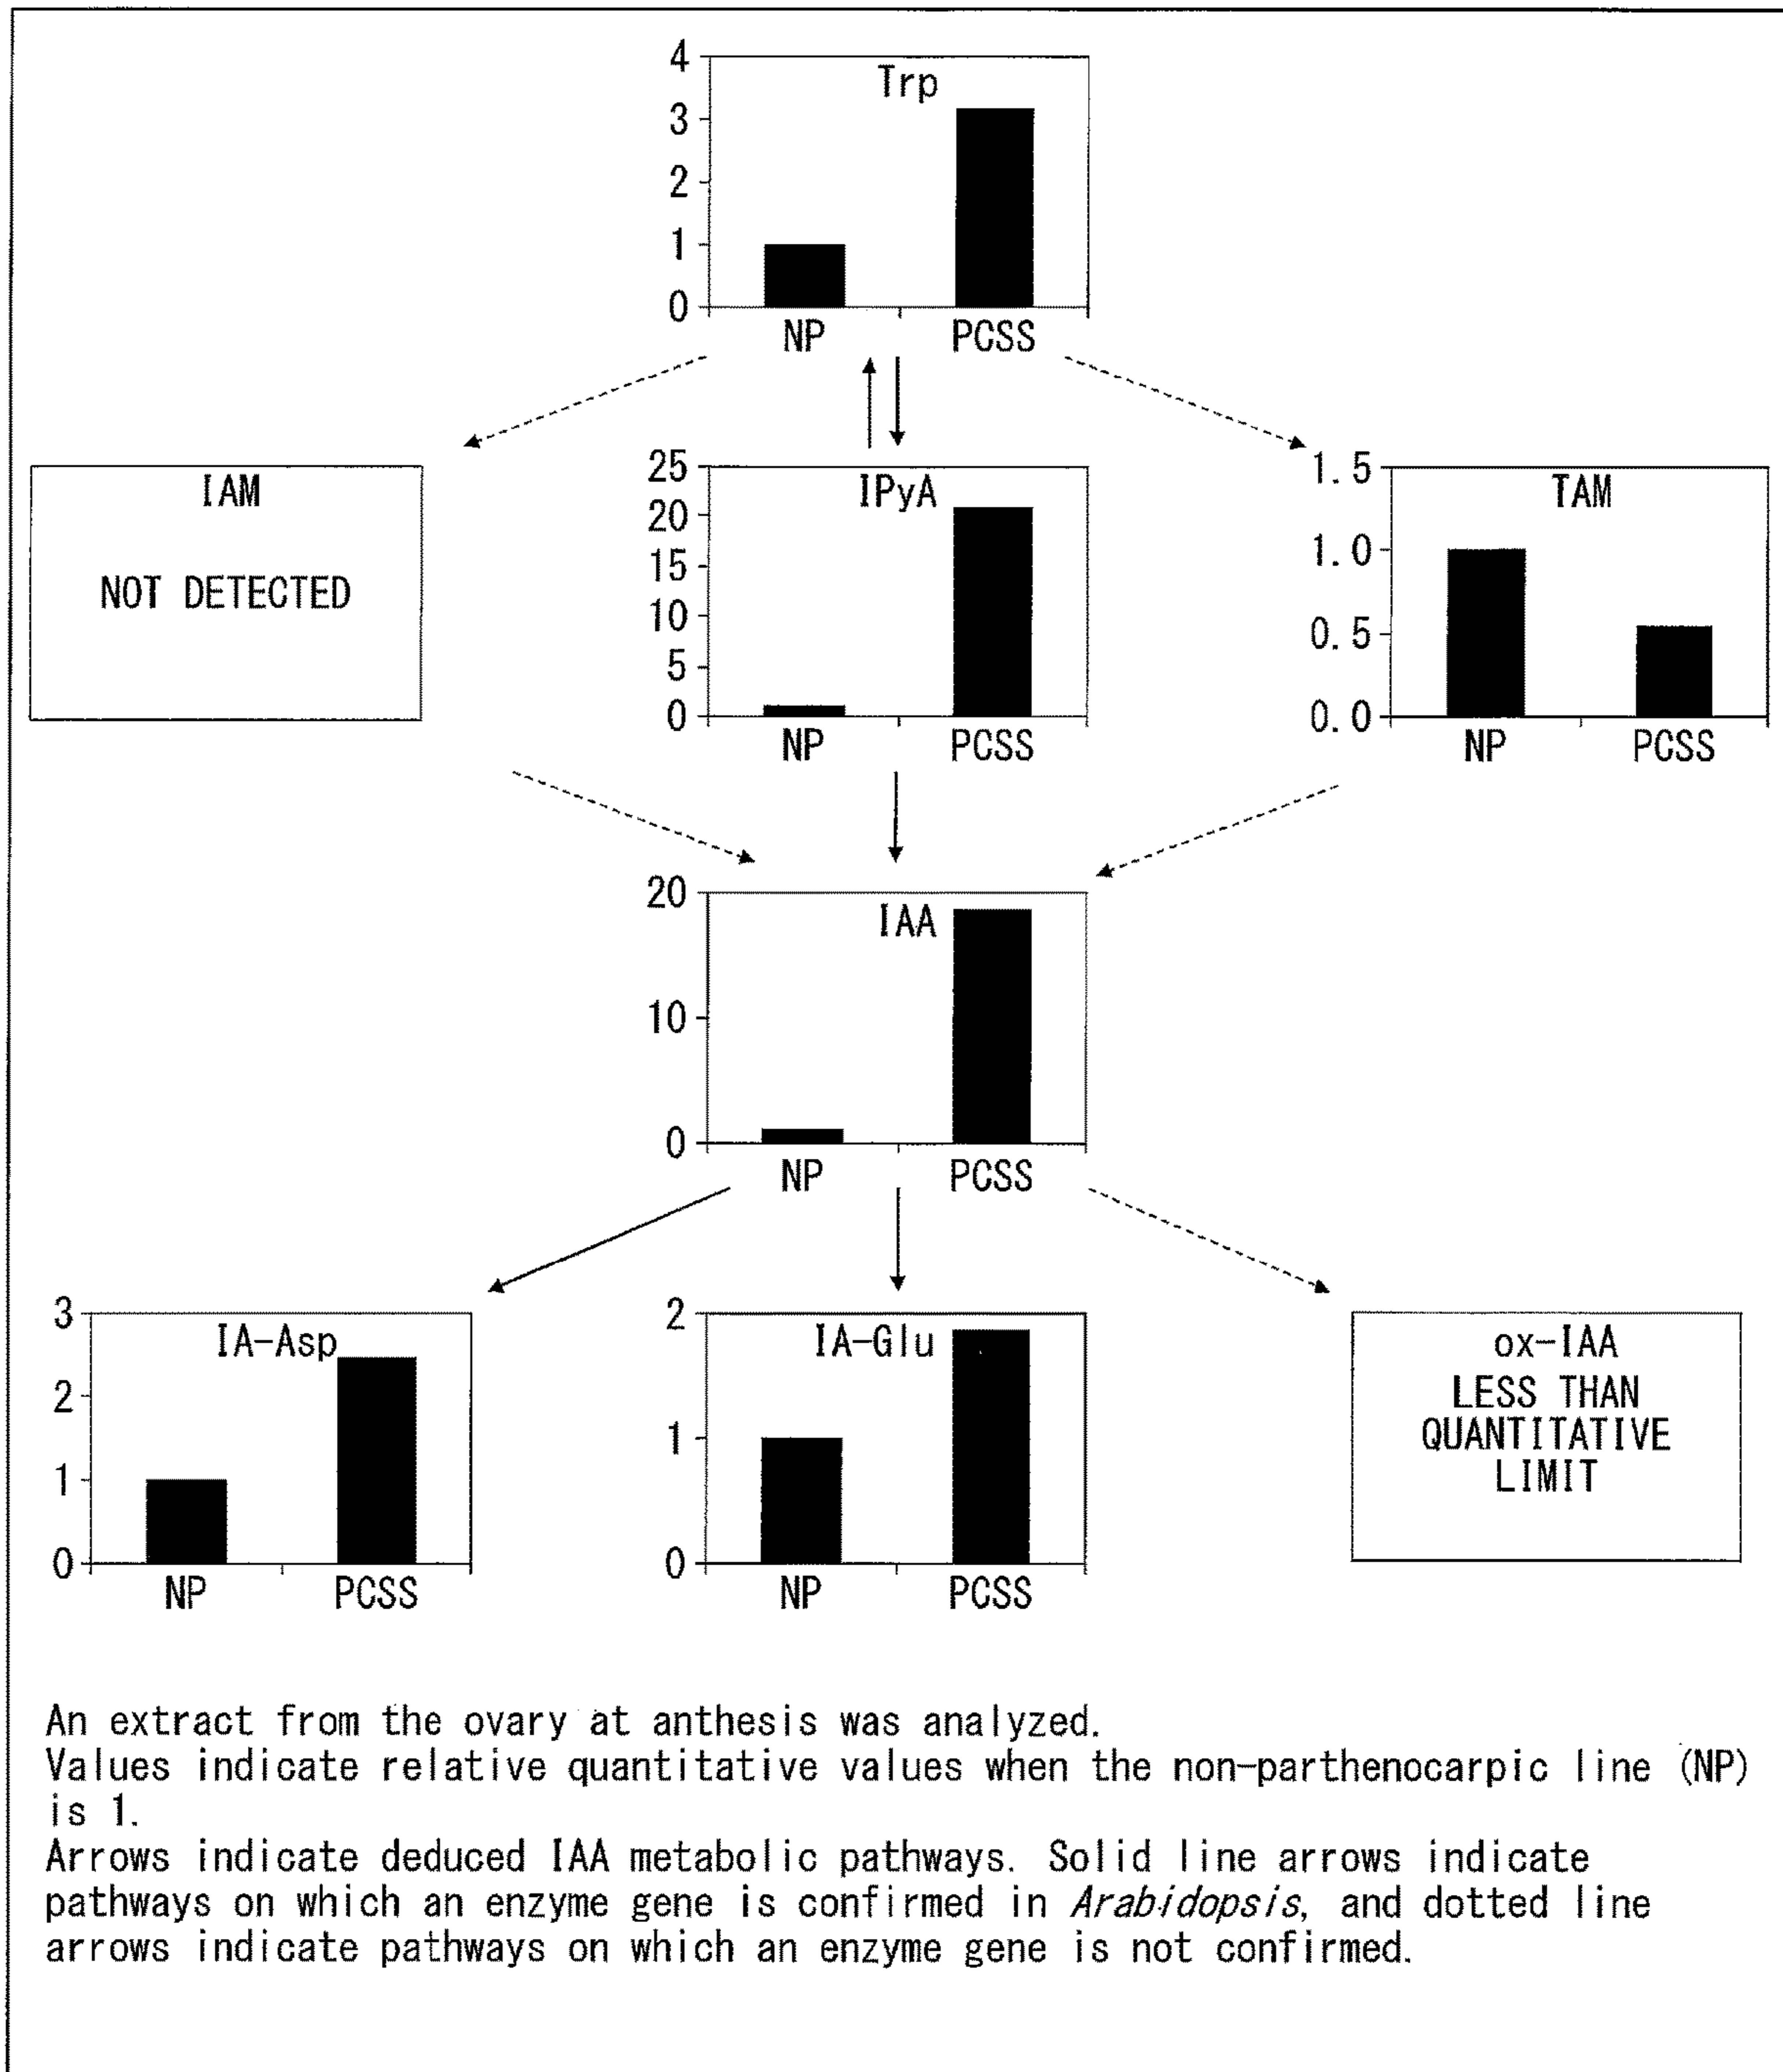 Trp
4
3
2
1
0
NP PCSS
IAM
NOT DETECTED
IPyA
25
20
15
10
5
0
NP PCSS
TAM
1.5
1.0
0.5
0.0
NP PCSS
IAA
20
10
0
NP PCSS
IA-Asp
3
2
1
0
NP PCSS
IA-Glu
2
1
0
NP PCSS
ox-IAA
LESS THAN
QUANTITATIVE
LIMIT
An extract from the ovary at anthesis was analyzed.
Values indicate relative quantitative values when the non-parthenocarpic line (NP)
is 1.
Arrows indicate deduced IAA metabolic pathways. Solid line arrows indicate
pathways on which an enzyme gene is confirmed in Arabidopsis, and dotted line
arrows indicate pathways on which an enzyme gene is not confirmed.